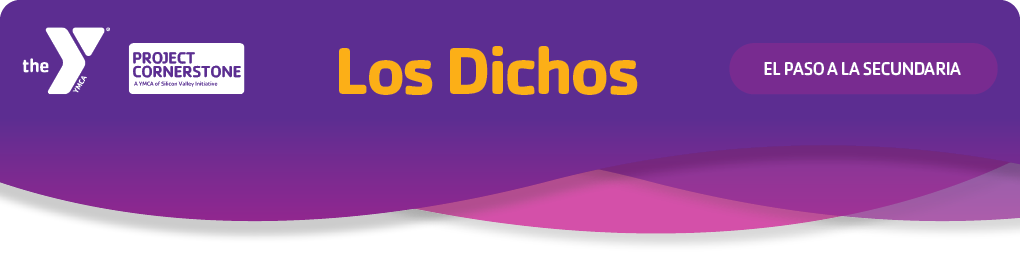 the
YMCA
PROJECT
CORNERSTONE
A YMCA of Silicon Valley Initiative
Los Dichos
EL PASO A LA SECUNDARIA